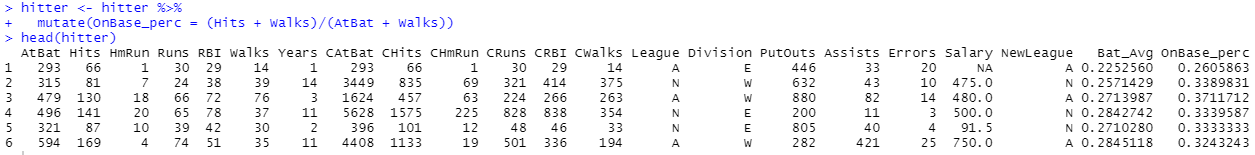 > hitter <- hitter %>%
+   mutate(OnBase_perc = (Hits + Walks)/(AtBat + Walks))
> head(hitter)
  AtBat Hits HmRun Runs RBI Walks Years CAtBat CHits CHmRun CRuns CRBI CWalks League Division PutOuts Assists Errors Salary NewLeague   Bat_Avg OnBase_perc
1   293   66     1   30  29    14     1    293    66      1    30   29     14      A        E     446      33     20     NA         A 0.2252560   0.2605863
2   315   81     7   24  38    39    14   3449   835     69   321  414    375      N        W     632      43     10  475.0         N 0.2571429   0.3389831
3   479  130    18   66  72    76     3   1624   457     63   224  266    263      A        W     880      82     14  480.0         A 0.2713987   0.3711712
4   496  141    20   65  78    37    11   5628  1575    225   828  838    354      N        E     200      11      3  500.0         N 0.2842742   0.3339587
5   321   87    10   39  42    30     2    396   101     12    48   46     33      N        E     805      40      4   91.5         N 0.2710280   0.3333333
6   594  169     4   74  51    35    11   4408  1133     19   501  336    194      A        W     282     421     25  750.0         A 0.2845118   0.3243243